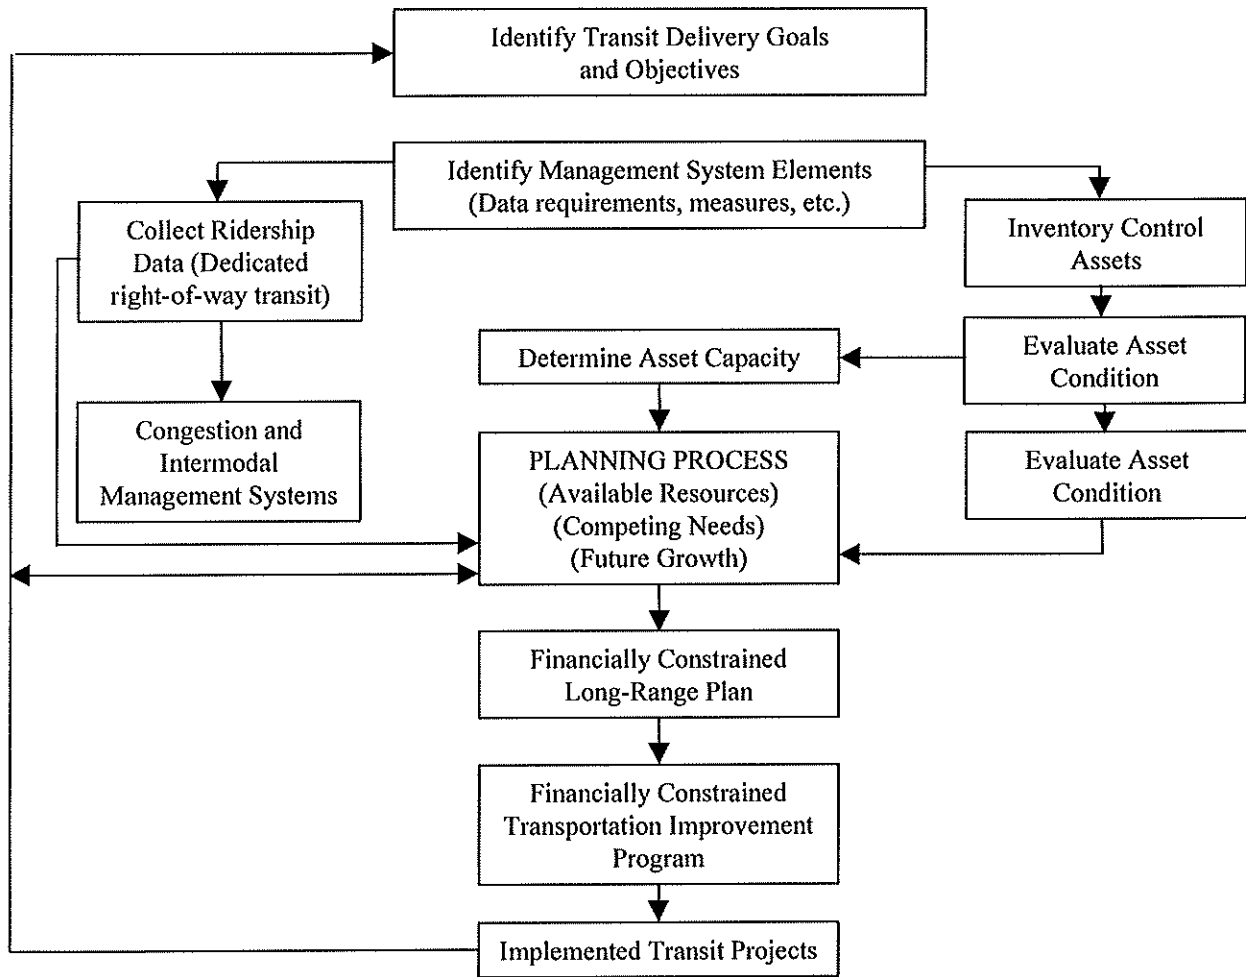 Identify Transit Delivery Goals
and Objectives
Identify Management System Elements
(Data requirements, measures, etc.)
Collect Ridership
Data (Dedicated
right-of-way transit)
Inventory Control
Assets
Determine Asset Capacity
Evaluate Asset
Condition
Congestion and
Intermodal
Management Systems
PLANNING PROCESS
(Available Resources)
(Competing Needs)
(Future Growth)
Evaluate Asset
Condition
Financially Constrained
Long-Range Plan
Financially Constrained
Transportation Improvement
Program
Implemented Transit Projects